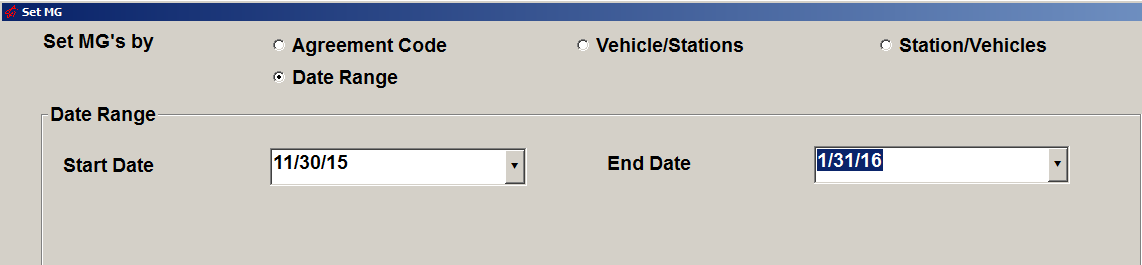 Set MG
Set MG's by
Agreement Code
Vehicle/Stations
Station/Vehicles
Date Range
Date Range
Start Date
11/30/15
End Date
1/31/16